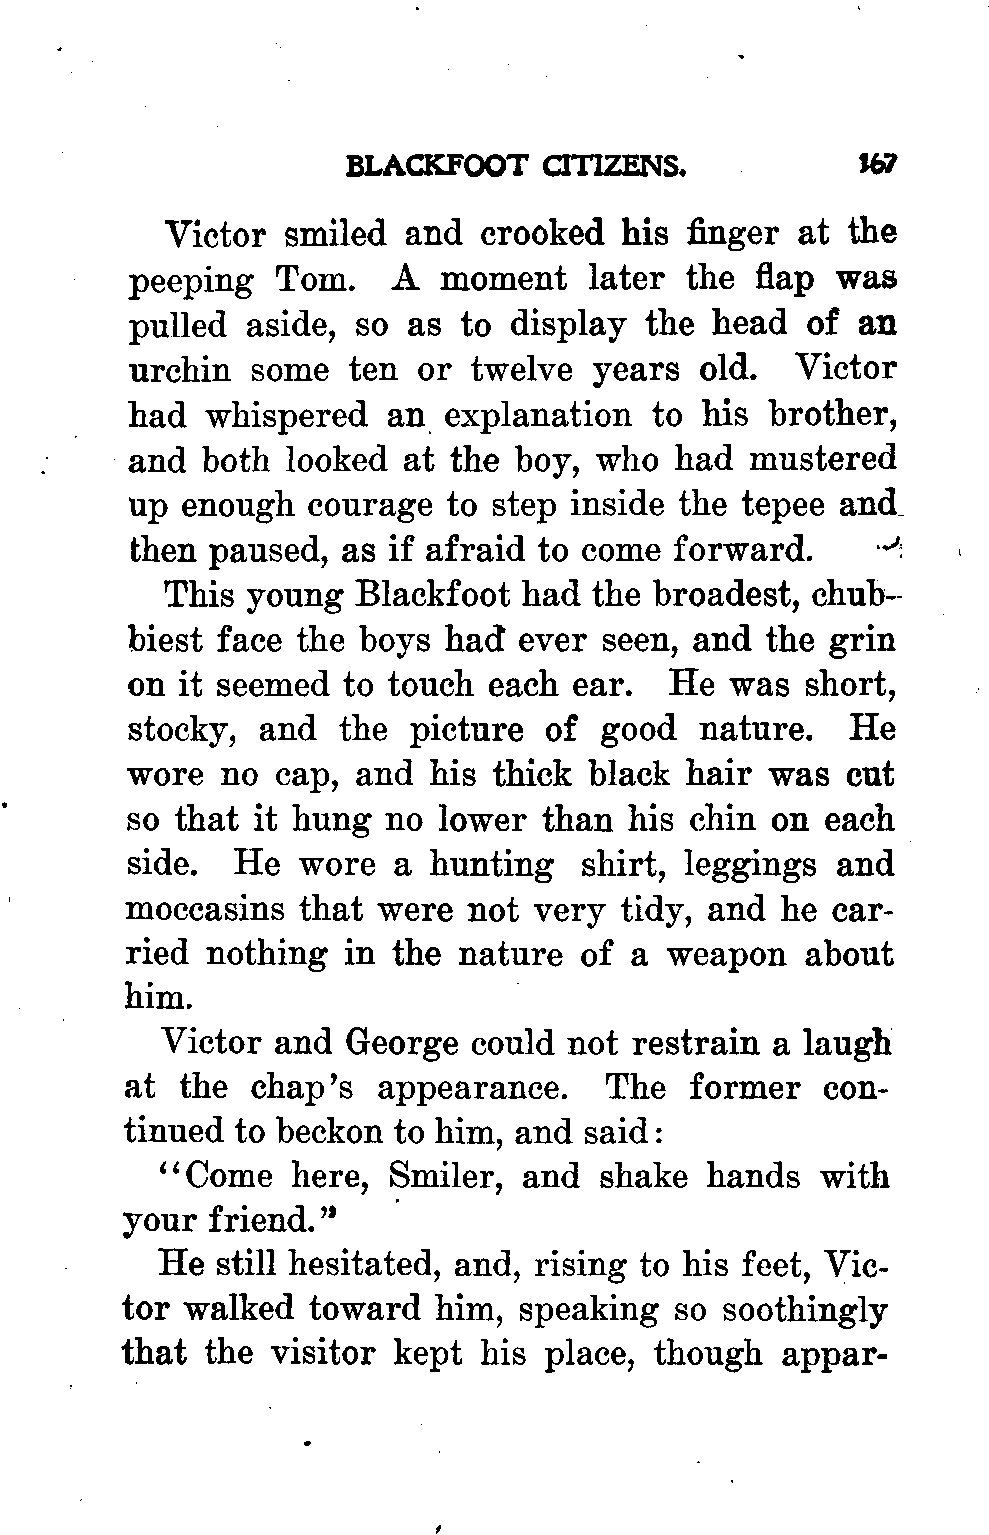 BLACKFOOT CITIZENS. 167
Victor smiled and crooked his finger at the
peeping Tom. A moment later the flap was
pulled aside, so as to display the head of an
urchin some ten or twelve years old. Victor
had whispered an explanation to his brother,
and both looked at the boy, who had mustered
up enough courage to step inside the tepee and
then paused, as if afraid to come forward.
This young Blackfoot had the broadest, chub-
biest face the boys had ever seen, and the grin
on it seemed to touch each ear. He was short,
stocky, and the picture of good nature. He
wore no cap, and his thick black hair was cut
so that it hung no lower than his chin on each
side. He wore a hunting shirt, leggings and
moccasins that were not very tidy, and he car-
ried nothing in the nature of a weapon about
him.
Victor and George could not restrain a laugh
at the chap's appearance. The former con-
tinued to beckon to him, and said:
"Come here, Smiler, and shake hands with
your friend."
He still hesitated, and, rising to his feet, Vic-
tor walked toward him, speaking so soothingly
that the visitor kept his place, though appar-